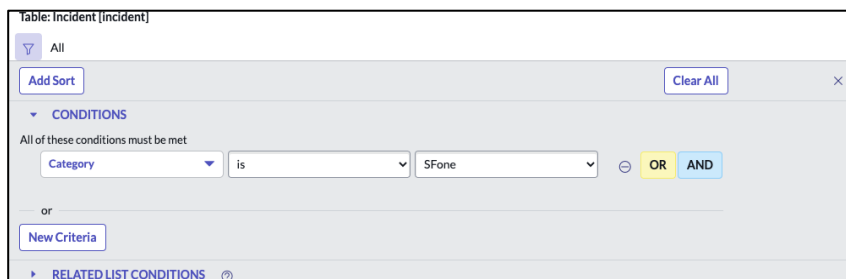 Table: Incident [incident]
All
Add Sort
Clear All
CONDITIONS
All of these conditions must be met
Category is SFone OR AND
or
New Criteria
RELATED LIST CONDITIONS